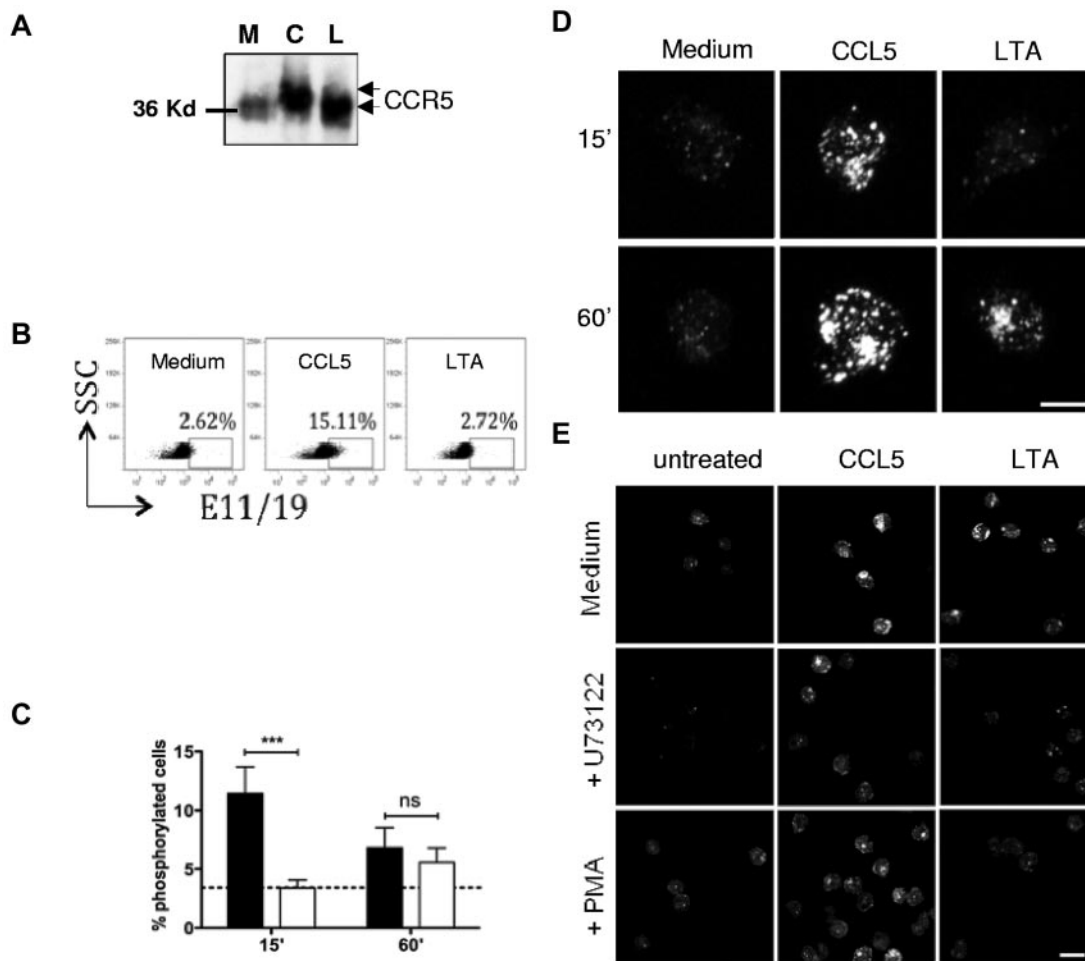 A
M C L
36 Kd
CCR5
B
SSC
Medium
2.62%
CCL5
15.11%
LTA
2.72%
E11/19
C
% phosphorylated cells
15
10
5
0
***
ns
15'
60'
D
Medium CCL5 LTA
15'
60'
E
untreated CCL5 LTA
Medium
+ U73122
+ PMA